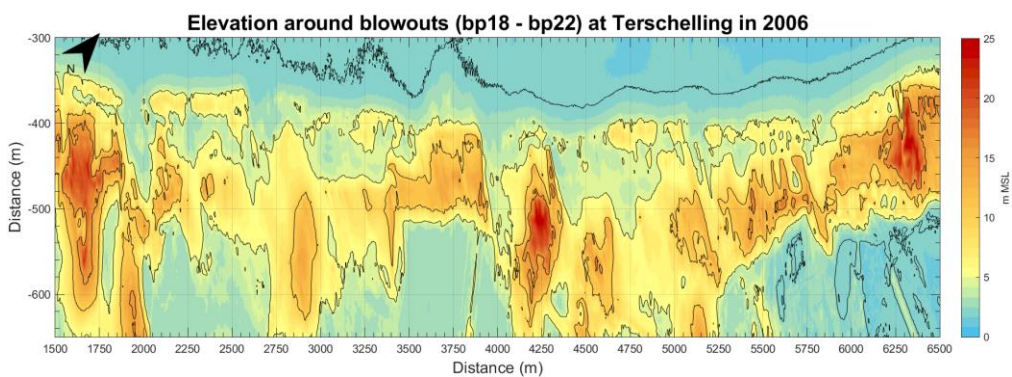 Elevation around blowouts (bp18 - bp22) at Terschelling in 2006
N
Distance (m)
-300
-400
-500
-600
1500 1750 2000 2250 2500 2750 3000 3250 3500 3750 4000 4250 4500 4750 5000 5250 5500 5750 6000 6250 6500
Distance (m)
25
20
15
10
5
0
m MSL